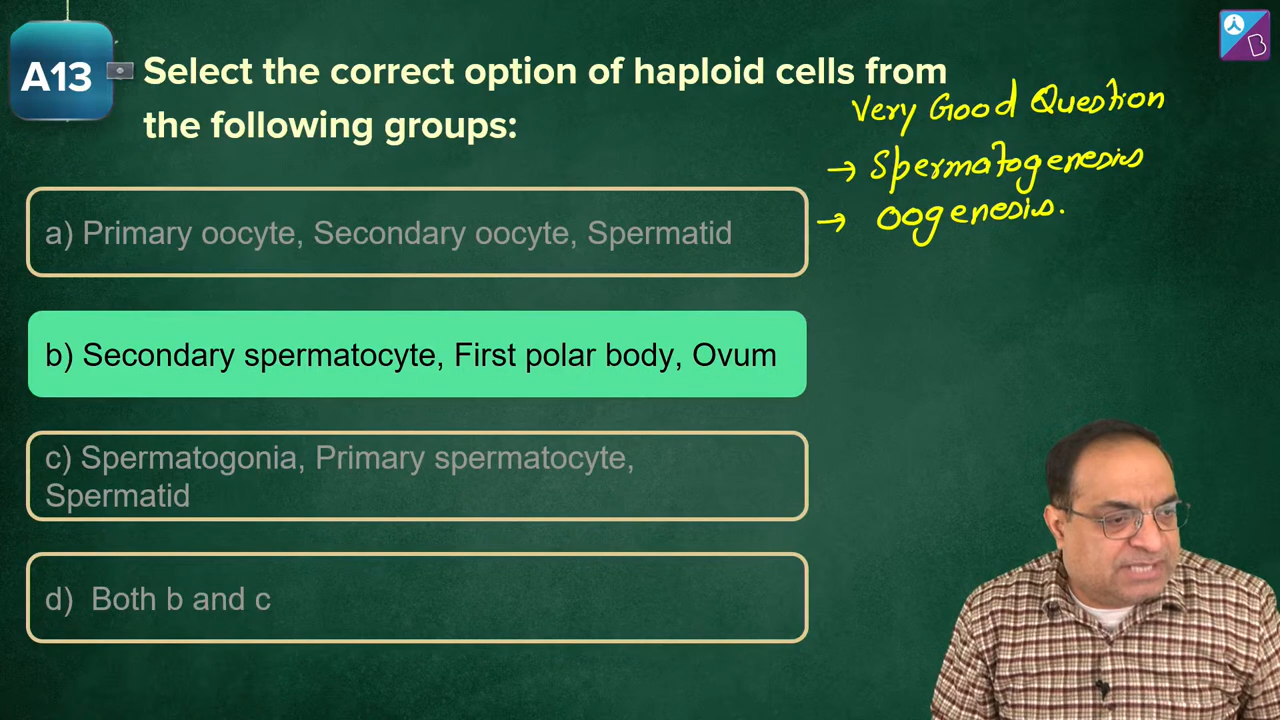 A13
Select the correct option of haploid cells from
the following groups:
Very Good Question
→ Spermatogenesis
→ Oogenesis.
a) Primary oocyte, Secondary oocyte, Spermatid
b) Secondary spermatocyte, First polar body, Ovum
c) Spermatogonia, Primary spermatocyte,
Spermatid
d) Both b and c
B